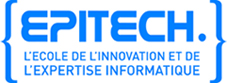 {EPITECH.}
L'ECOLE DE L'INNOVATION ET DE
L'EXPERTISE INFORMATIQUE